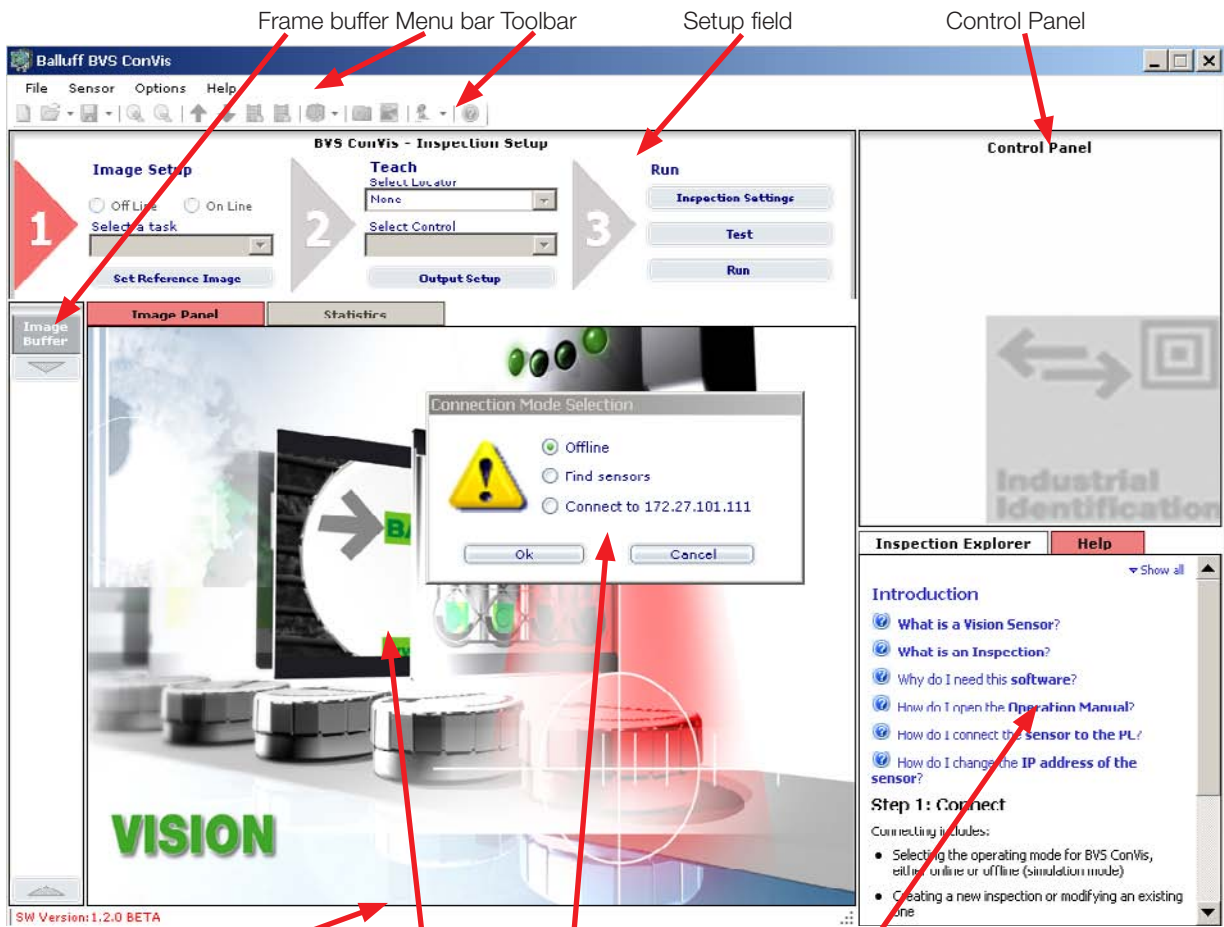 Frame buffer Menu bar Toolbar Setup field Control Panel
Balluff BVS ConVis
File Sensor Options Help
BVS ConVis - Inspection Setup
Control Panel
Image Setup
Teach
Run
Select Locator
Off Line On Line
None
Inspection Settings
1
Select a task
2
Select Control
3
Test
Set Reference Image
Output Setup
Run
Image Panel Statistics
Image
Buffer
Connection Mode Selection
Offline
Find sensors
Connect to 172.27.101.111
Ok Cancel
Industrial
Identification
Inspection Explorer Help
Show all
Introduction
What is a Vision Sensor?
What is an Inspection?
Why do I need this software?
How do I open the Operation Manual?
How do I connect the sensor to the PC?
How do I change the IP address of the
sensor?
Step 1: Connect
Connecting includes:
• Selecting the operating mode for BVS ConVis,
either online or offline (simulation mode)
• Creating a new inspection or modifying an existing
one
VISION
SW Version:1.2.0 BETA